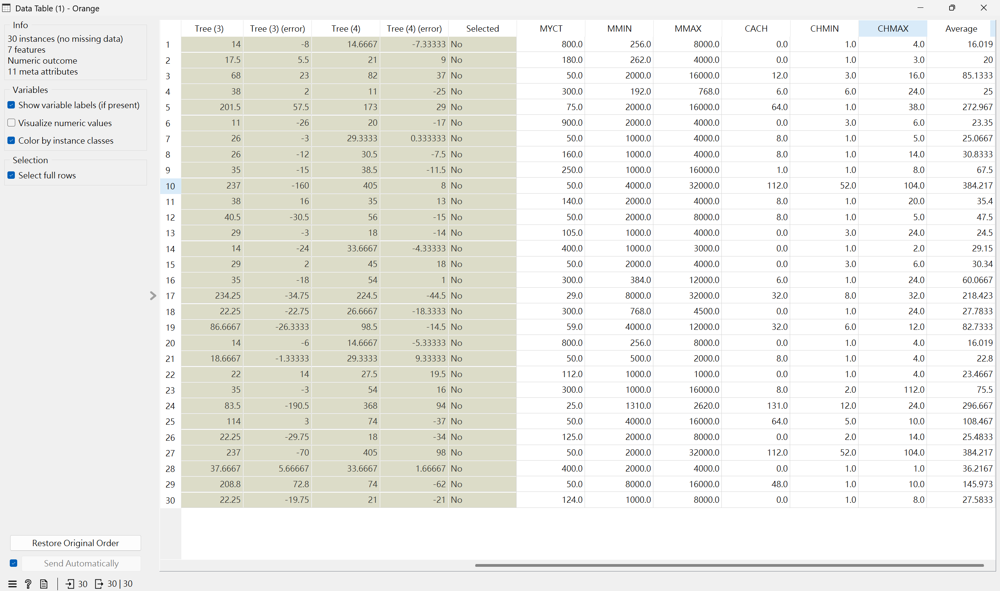 Data Table (1) - Orange
Info
30 instances (no missing data)
7 features
Numeric outcome
11 meta attributes
Variables
Show variable labels (if present)
Visualize numeric values
Color by instance classes
Selection
Select full rows
Tree (3) Tree (3) (error) Tree (4) Tree (4) (error) Selected MYCT MMIN MMAX CACH CHMIN CHMAX Average
1 14 -8 14.6667 -7.33333 No 800.0 256.0 8000.0 0.0 1.0 4.0 16.019
2 17.5 5.5 21 9 No 180.0 262.0 4000.0 0.0 1.0 3.0 20
3 68 23 82 37 No 50.0 2000.0 16000.0 12.0 3.0 16.0 85.1333
4 38 2 11 -25 No 300.0 192.0 768.0 6.0 6.0 24.0 25
5 201.5 57.5 173 29 No 75.0 2000.0 16000.0 64.0 1.0 38.0 272.967
6 11 -26 20 -17 No 900.0 2000.0 4000.0 0.0 3.0 6.0 23.35
7 26 -3 29.3333 0.333333 No 50.0 1000.0 4000.0 8.0 1.0 5.0 25.0667
8 26 -12 30.5 -7.5 No 160.0 1000.0 4000.0 8.0 1.0 14.0 30.8333
9 35 -15 38.5 -11.5 No 250.0 1000.0 16000.0 1.0 1.0 8.0 67.5
10 237 -160 405 8 No 50.0 4000.0 32000.0 112.0 52.0 104.0 384.217
11 38 16 35 13 No 140.0 2000.0 4000.0 8.0 1.0 20.0 35.4
12 40.5 -30.5 56 -15 No 50.0 2000.0 8000.0 8.0 1.0 5.0 47.5
13 29 -3 18 -14 No 105.0 1000.0 4000.0 0.0 3.0 24.0 24.5
14 14 -24 33.6667 -4.33333 No 400.0 1000.0 3000.0 0.0 1.0 2.0 29.15
15 29 2 45 18 No 50.0 2000.0 4000.0 0.0 3.0 6.0 30.34
16 35 -18 54 1 No 300.0 384.0 12000.0 6.0 1.0 24.0 60.0667
17 234.25 -34.75 224.5 -44.5 No 29.0 8000.0 32000.0 32.0 8.0 32.0 218.423
18 22.25 -22.75 26.6667 -18.3333 No 300.0 768.0 4500.0 0.0 1.0 24.0 27.7833
19 86.6667 -26.3333 98.5 -14.5 No 59.0 4000.0 12000.0 32.0 6.0 12.0 82.7333
20 14 -6 14.6667 -5.33333 No 800.0 256.0 8000.0 0.0 1.0 4.0 16.019
21 18.6667 -1.33333 29.3333 9.33333 No 50.0 500.0 2000.0 8.0 1.0 4.0 22.8
22 22 14 27.5 19.5 No 112.0 1000.0 1000.0 0.0 1.0 4.0 23.4667
23 35 -3 54 16 No 300.0 1000.0 16000.0 8.0 2.0 112.0 75.5
24 83.5 -190.5 368 94 No 25.0 1310.0 2620.0 131.0 12.0 24.0 296.667
25 114 3 74 -37 No 50.0 4000.0 16000.0 64.0 5.0 10.0 108.467
26 22.25 -29.75 18 -34 No 125.0 2000.0 8000.0 0.0 2.0 14.0 25.4833
27 237 -70 405 98 No 50.0 2000.0 32000.0 112.0 52.0 104.0 384.217
28 37.6667 5.66667 33.6667 1.66667 No 400.0 2000.0 4000.0 0.0 1.0 1.0 36.2167
29 208.8 72.8 74 -62 No 50.0 8000.0 16000.0 48.0 1.0 10.0 145.973
30 22.25 -19.75 21 -21 No 124.0 1000.0 8000.0 0.0 1.0 8.0 27.5833
Restore Original Order
Send Automatically
30 30 | 30